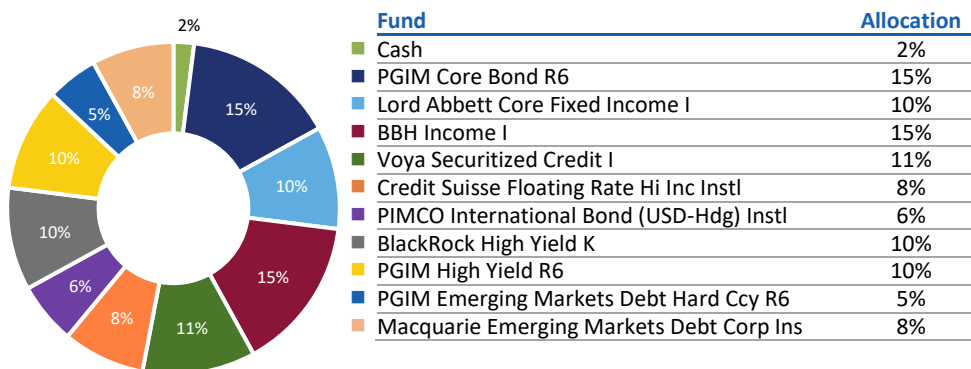 2%
15%
10%
15%
11%
8%
6%
10%
10%
5%
8%
Fund Allocation
Cash 2%
PGIM Core Bond R6 15%
Lord Abbett Core Fixed Income I 10%
BBH Income I 15%
Voya Securitized Credit I 11%
Credit Suisse Floating Rate Hi Inc Instl 8%
PIMCO International Bond (USD-Hdg) Instl 6%
BlackRock High Yield K 10%
PGIM High Yield R6 10%
PGIM Emerging Markets Debt Hard Ccy R6 5%
Macquarie Emerging Markets Debt Corp Ins 8%